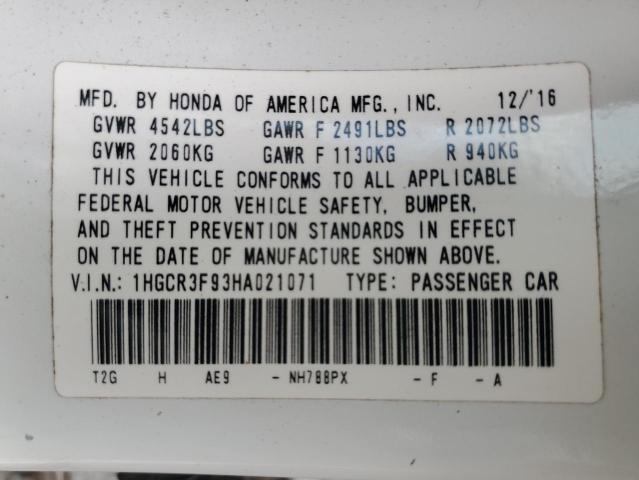 MFD. BY HONDA OF AMERICA MFG., INC. 12/'16
GVWR 4542LBS GAWR F 2491LBS R 2072LBS
GVWR 2060KG GAWR F 1130KG R 940KG
THIS VEHICLE CONFORMS TO ALL APPLICABLE
FEDERAL MOTOR VEHICLE SAFETY, BUMPER,
AND THEFT PREVENTION STANDARDS IN EFFECT
ON THE DATE OF MANUFACTURE SHOWN ABOVE.
V.I.N.: 1HGCR3F93HA021071 TYPE: PASSENGER CAR
T2G H AE9 - NH788PX - F - A